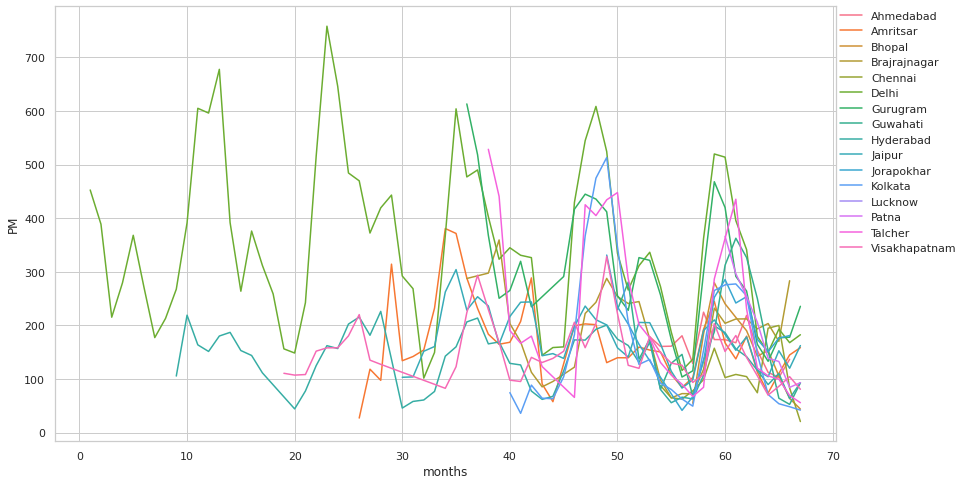 700
600
500
400
300
200
100
0
PM
0 10 20 30 40 50 60 70
months
Ahmedabad
Amritsar
Bhopal
Brajrajnagar
Chennai
Delhi
Gurugram
Guwahati
Hyderabad
Jaipur
Jorapokhar
Kolkata
Lucknow
Patna
Talcher
Visakhapatnam